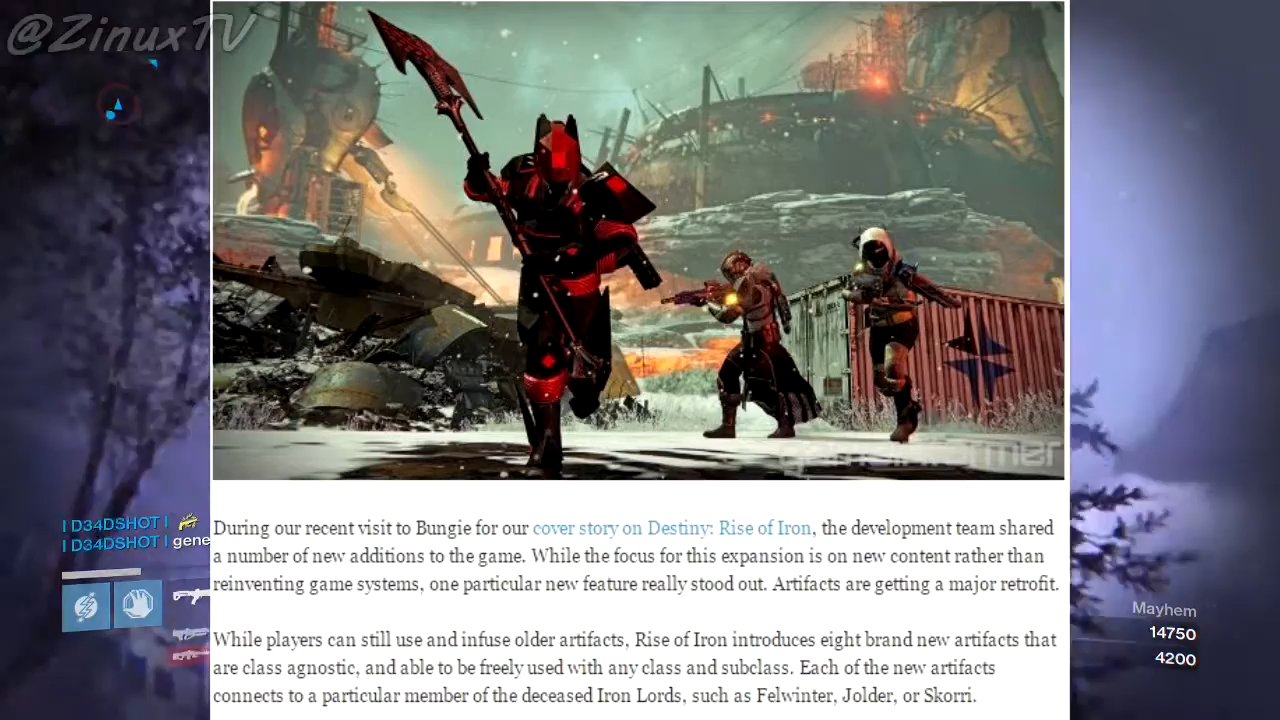 @ZinuxTV
gameinformer
| D34DSHOT |
| D34DSHOT | gene
During our recent visit to Bungie for our cover story on Destiny: Rise of Iron, the development team shared
a number of new additions to the game. While the focus for this expansion is on new content rather than
reinventing game systems, one particular new feature really stood out. Artifacts are getting a major retrofit.
While players can still use and infuse older artifacts, Rise of Iron introduces eight brand new artifacts that
are class agnostic, and able to be freely used with any class and subclass. Each of the new artifacts
connects to a particular member of the deceased Iron Lords, such as Felwinter, Jolder, or Skorri.
Mayhem
14750
4200